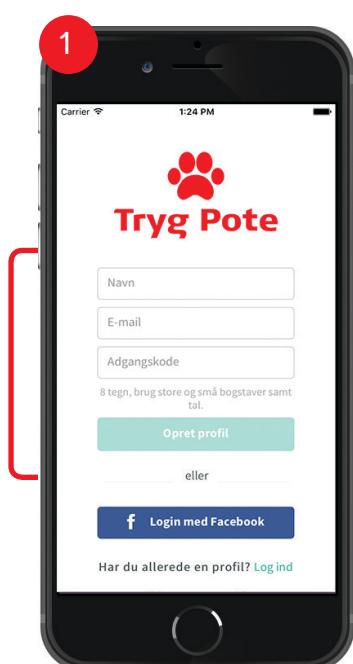 1
Carrier 1:24 PM
Tryg Pote
Navn
E-mail
Adgangskode
8 tegn, brug store og små bogstaver samt
tal.
Opret profil
eller
f Login med Facebook
Har du allerede en profil? Log ind